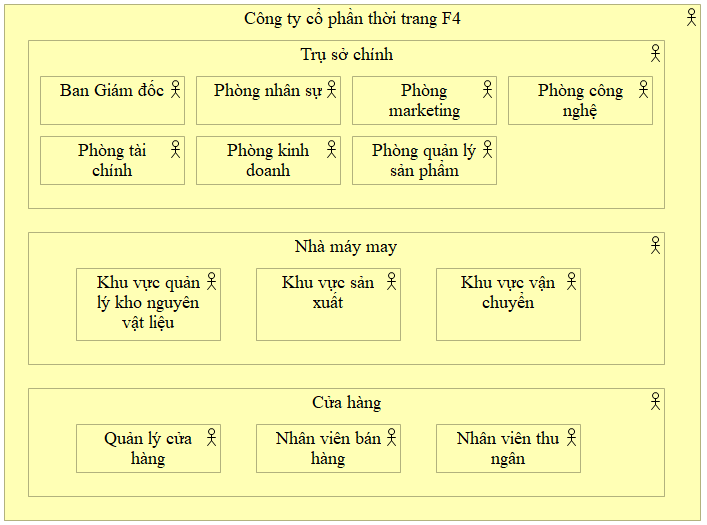 Công ty cổ phần thời trang F4
Trụ sở chính
Ban Giám đốc
Phòng nhân sự
Phòng
marketing
Phòng công
nghệ
Phòng tài
chính
Phòng kinh
doanh
Phòng quản lý
sản phẩm
Nhà máy may
Khu vực quản
lý kho nguyên
vật liệu
Khu vực sản
xuất
Khu vực vận
chuyển
Cửa hàng
Quản lý cửa
hàng
Nhân viên bán
hàng
Nhân viên thu
ngân